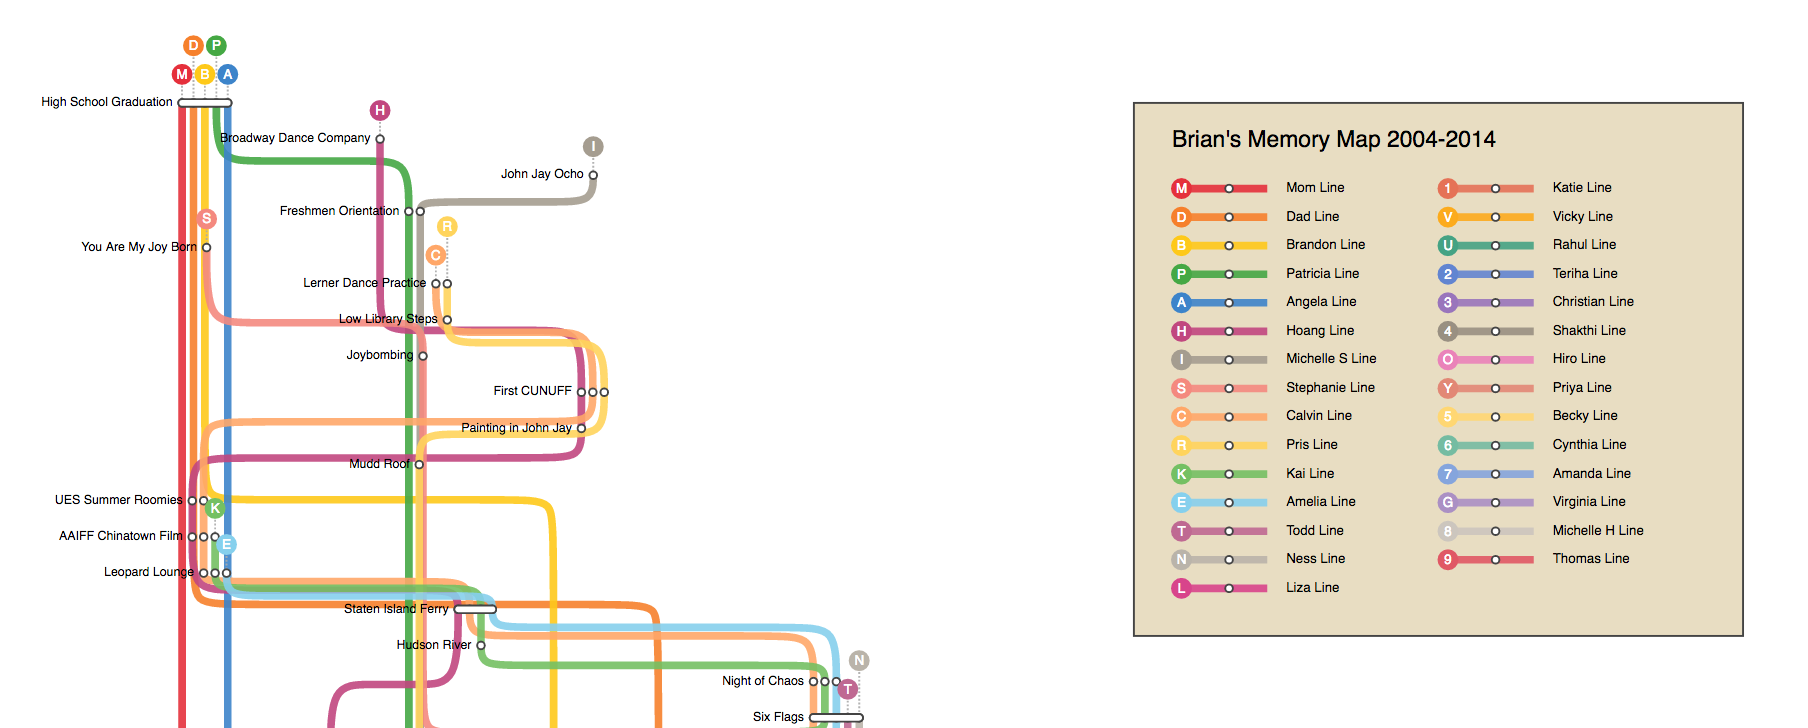 D P
M B A
High School Graduation
H
Broadway Dance Company
I
John Jay Ocho
Freshmen Orientation
S
R
You Are My Joy Born
C
Lerner Dance Practice
Low Library Steps
Joybombing
First CUNUFF
Painting in John Jay
Mudd Roof
UES Summer Roomies
K
AAIFF Chinatown Film
E
Leopard Lounge
Staten Island Ferry
Hudson River
N
Night of Chaos
T
Six Flags
Brian's Memory Map 2004-2014
M Mom Line
D Dad Line
B Brandon Line
P Patricia Line
A Angela Line
H Hoang Line
I Michelle S Line
S Stephanie Line
C Calvin Line
R Pris Line
K Kai Line
E Amelia Line
T Todd Line
N Ness Line
L Liza Line
1 Katie Line
V Vicky Line
U Rahul Line
2 Teriha Line
3 Christian Line
4 Shakthi Line
O Hiro Line
Y Priya Line
5 Becky Line
6 Cynthia Line
7 Amanda Line
G Virginia Line
8 Michelle H Line
9 Thomas Line